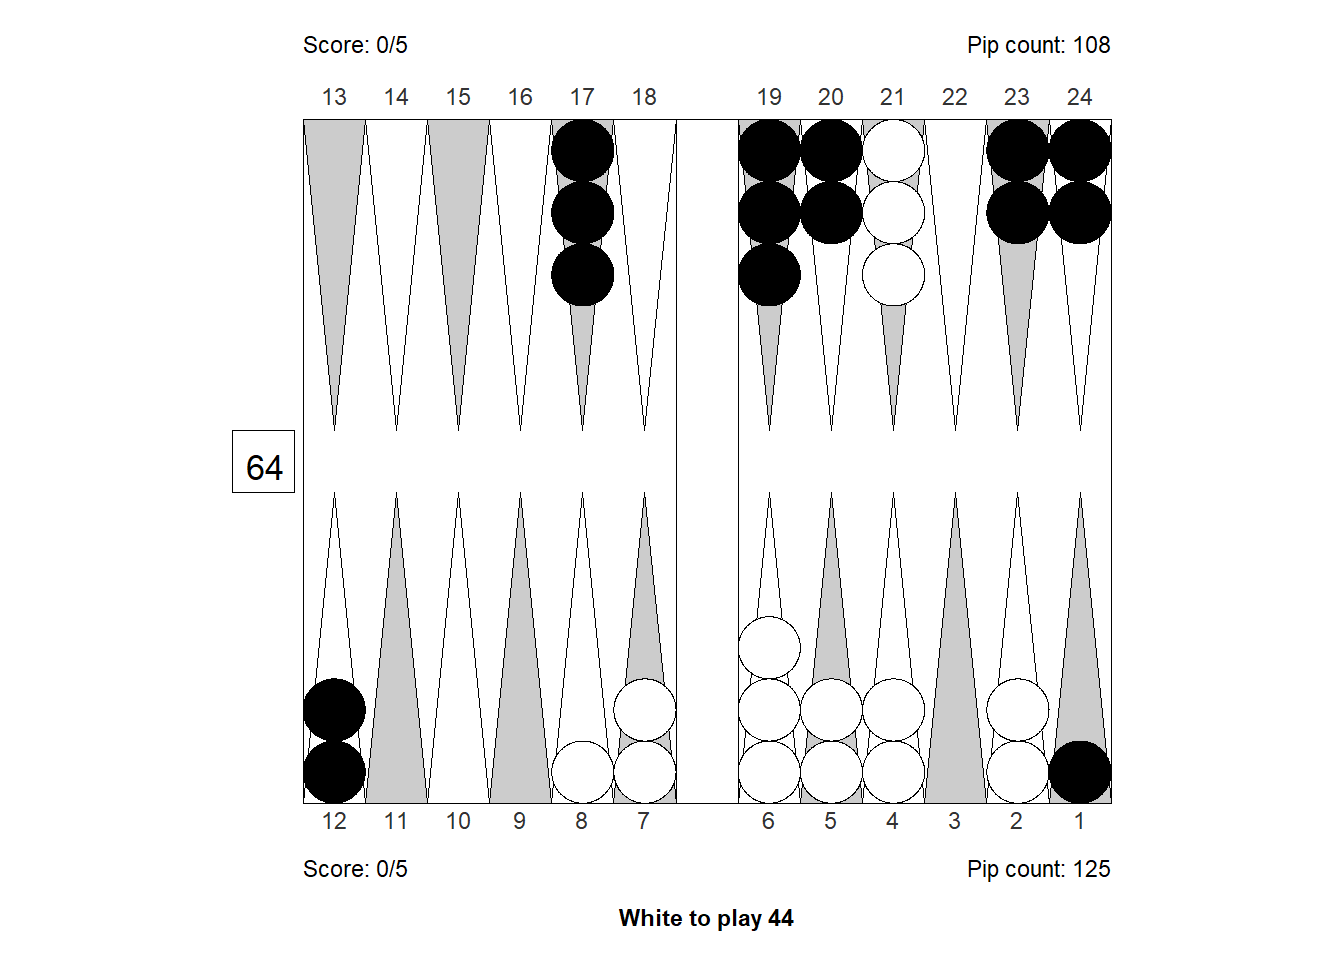 Score: 0/5 Pip count: 108
13 14 15 16 17 18 19 20 21 22 23 24
64
12 11 10 9 8 7 6 5 4 3 2 1
Score: 0/5 Pip count: 125
White to play 44